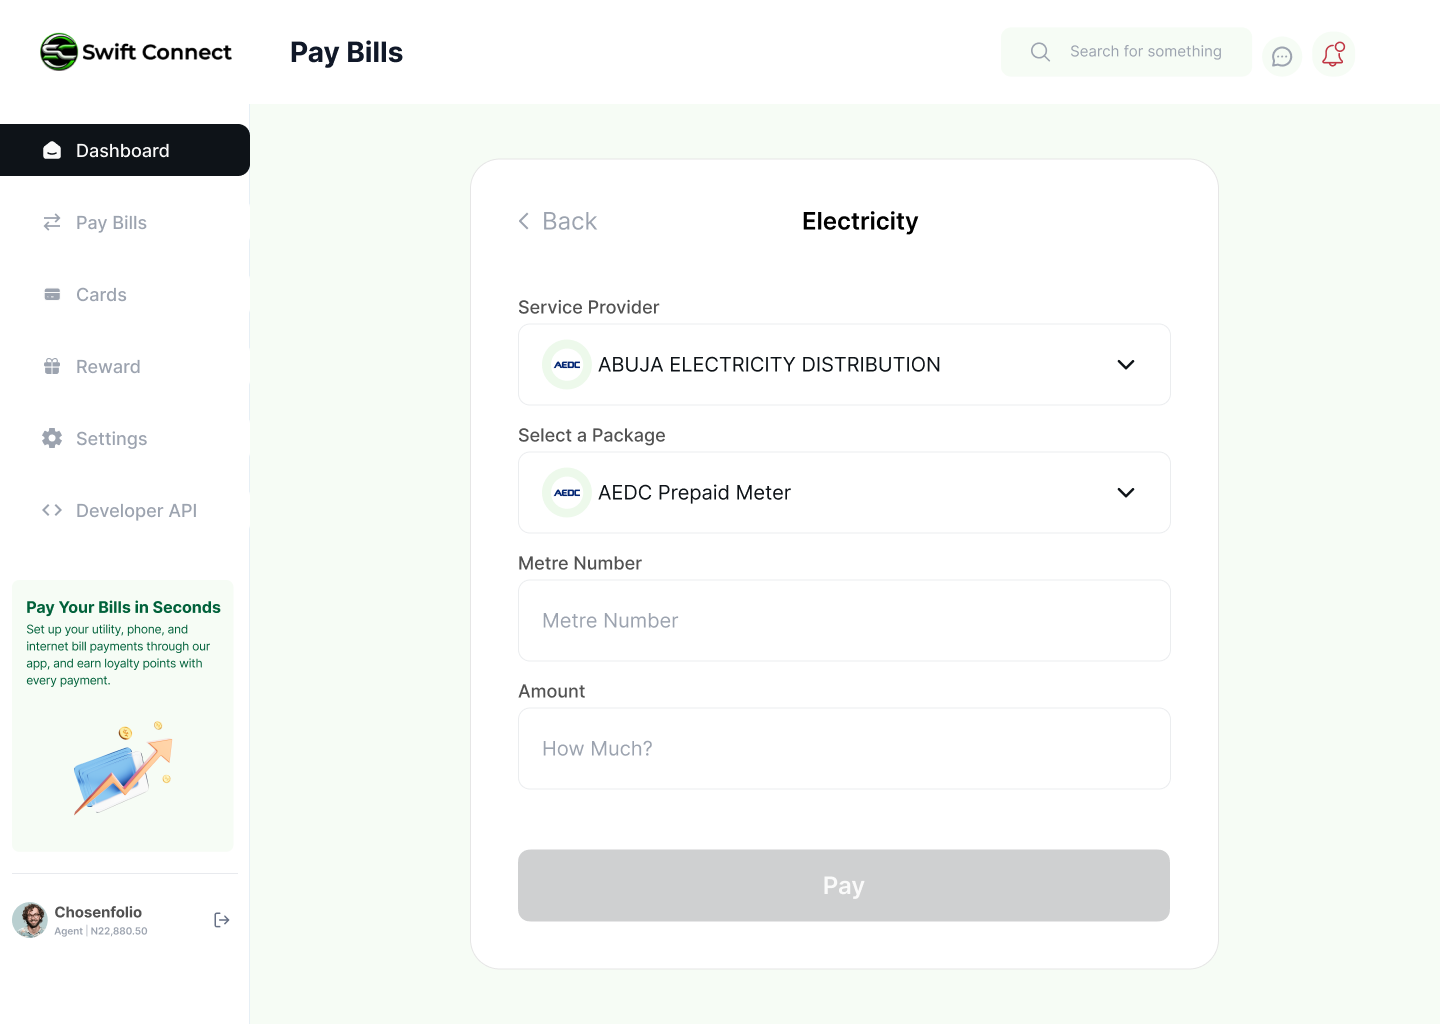 Swift Connect
Pay Bills
Search for something
Dashboard
Pay Bills
Cards
Reward
Settings
Developer API
Pay Your Bills in Seconds
Set up your utility, phone, and
internet bill payments through our
app, and earn loyalty points with
every payment.
Chosenfolio
Agent | N22,880.50
Back
Electricity
Service Provider
AEDC ABUJA ELECTRICITY DISTRIBUTION
Select a Package
AEDC AEDC Prepaid Meter
Metre Number
Metre Number
Amount
How Much?
Pay